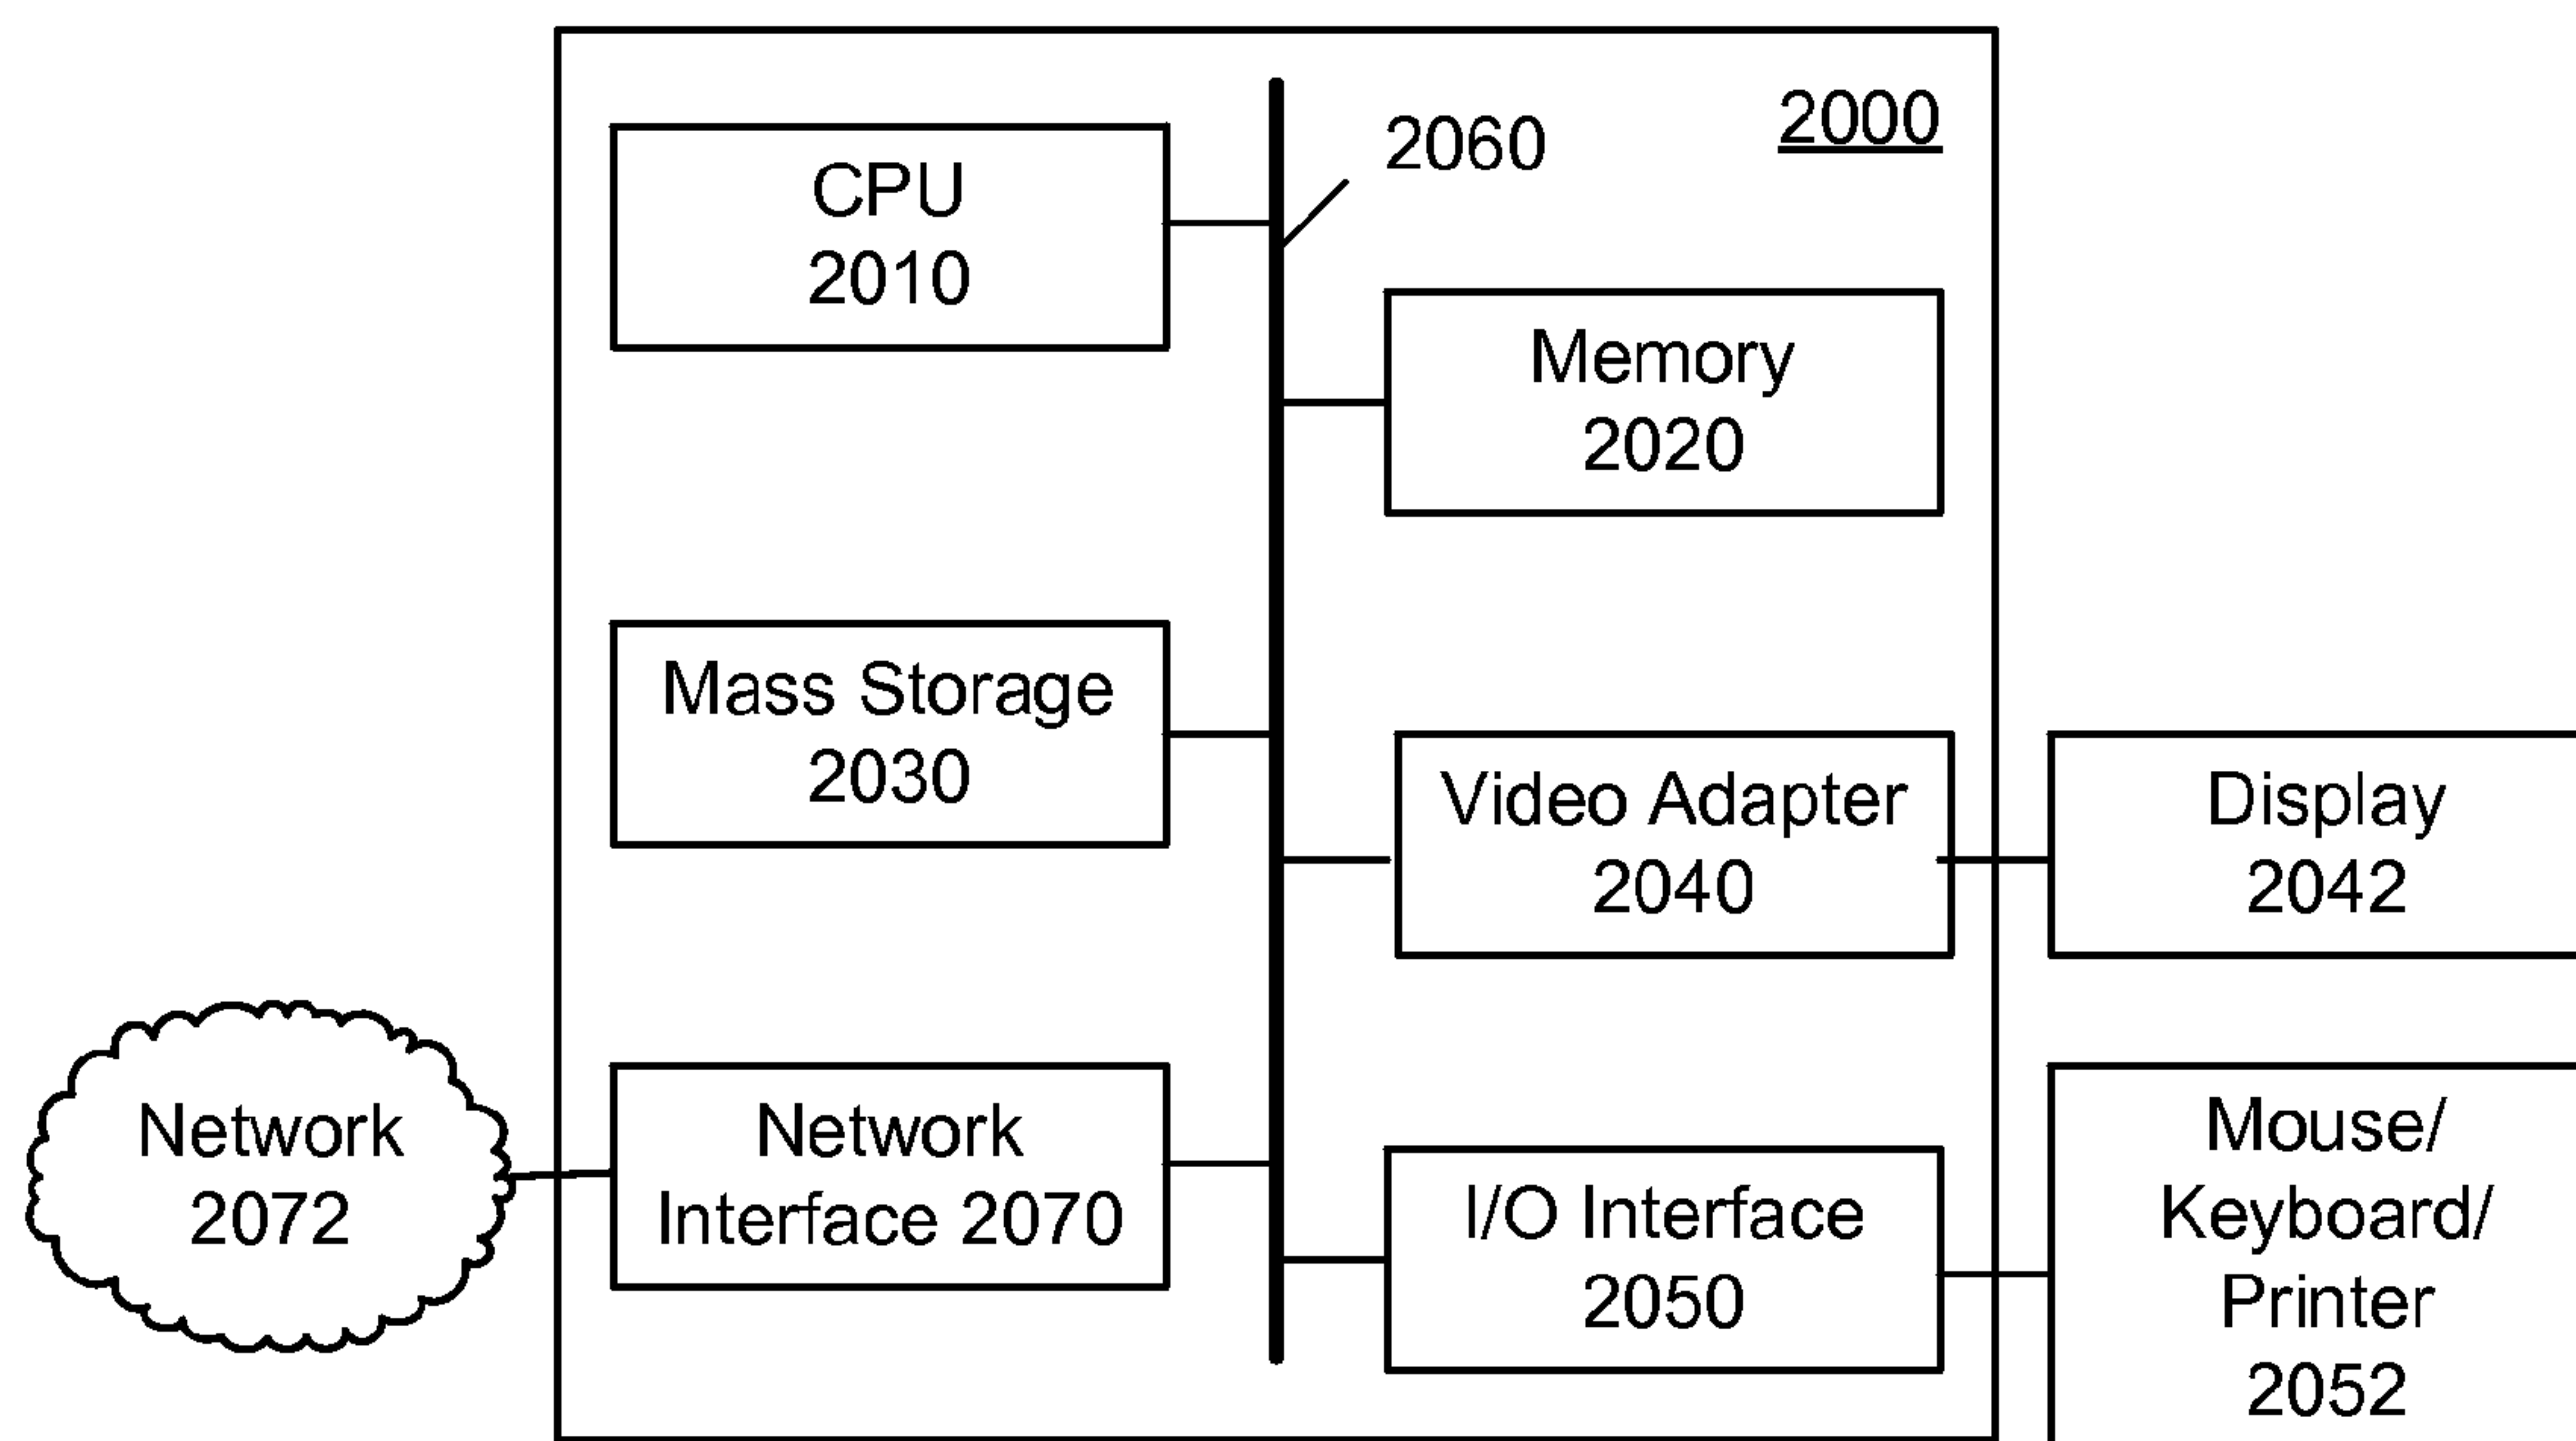 2000
2060
CPU
2010
Memory
2020
Mass Storage
2030
Video Adapter
2040
Display
2042
Network
2072
Network
Interface 2070
I/O Interface
2050
Mouse/
Keyboard/
Printer
2052